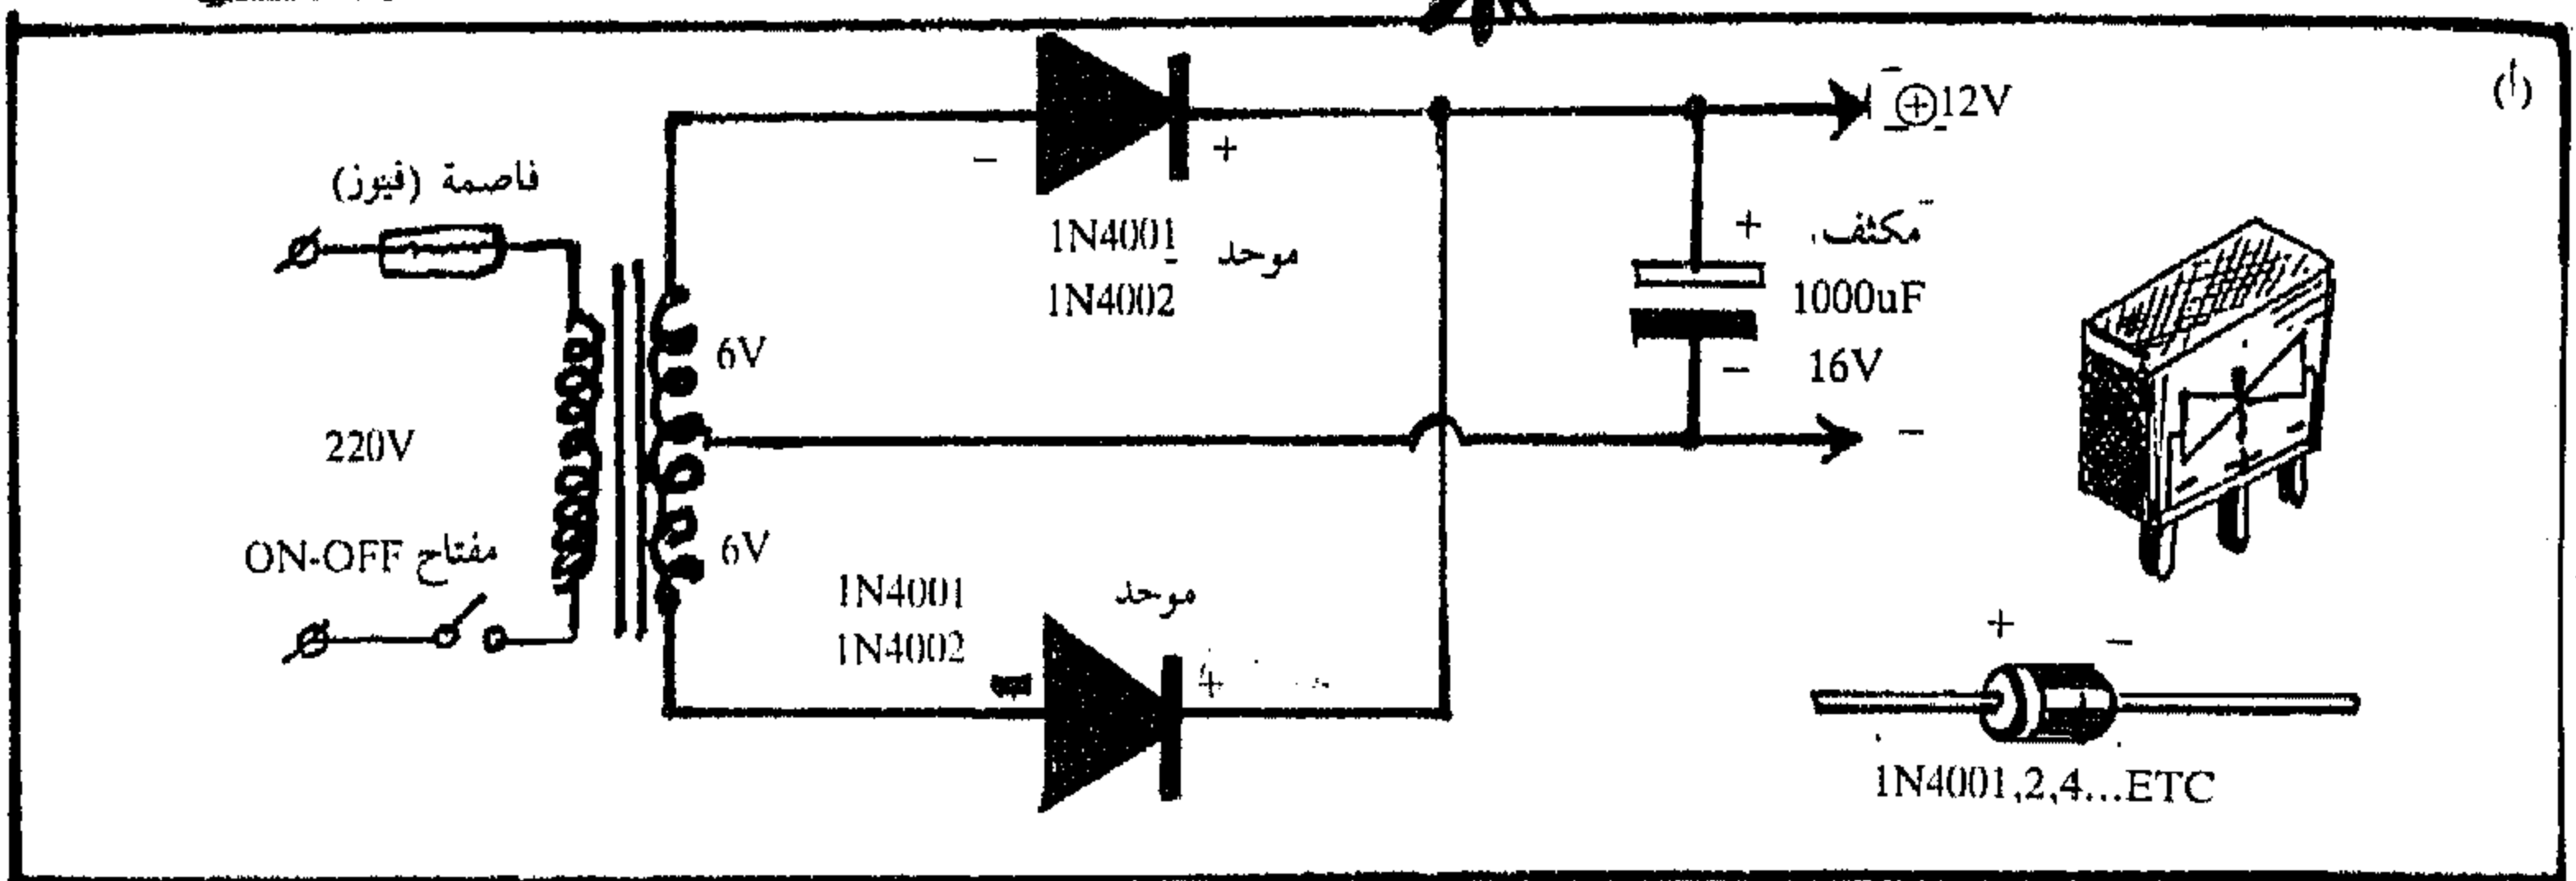 (أ)
+12V
-
+
فاصمة (فيوز)
1N4001
موحد
1N4002
+
مكثف
1000uF
16V
-
6V
220V
-
6V
مفتاح ON-OFF
1N4001
موحد
1N4002
+
+ -
1N4001,2,4...ETC